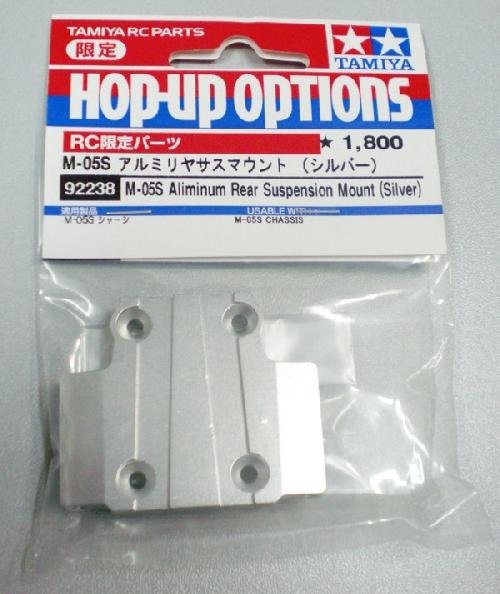 TAMIYA RC PARTS
限定
TAMIYA
HOP-UP OPTIONS
RC限定パーツ ★ 1,800
M-05S アルミリヤサスマウント (シルバー)
92238 M-05S Aliminum Rear Suspension Mount (Silver)
適用製品 USABLE WITH
M-05S シャーシ M-05S CHASSIS